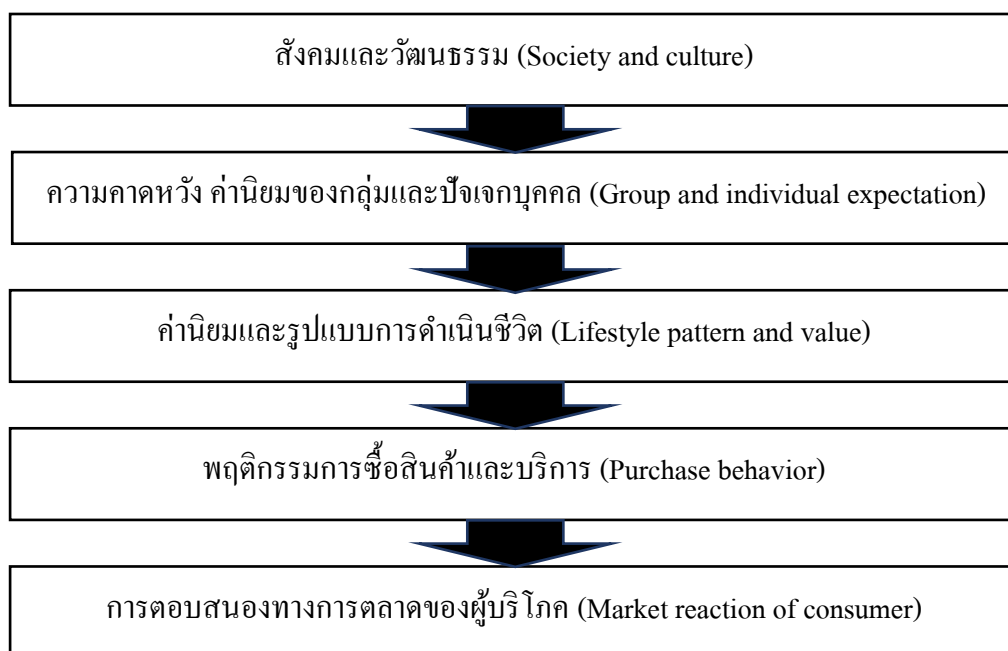 สังคมและวัฒนธรรม (Society and culture)
ความคาดหวัง ค่านิยมของกลุ่มและปัจเจกบุคคล (Group and individual expectation)
ค่านิยมและรูปแบบการดำเนินชีวิต (Lifestyle pattern and value)
พฤติกรรมการซื้อสินค้าและบริการ (Purchase behavior)
การตอบสนองทางการตลาดของผู้บริโภค (Market reaction of consumer)